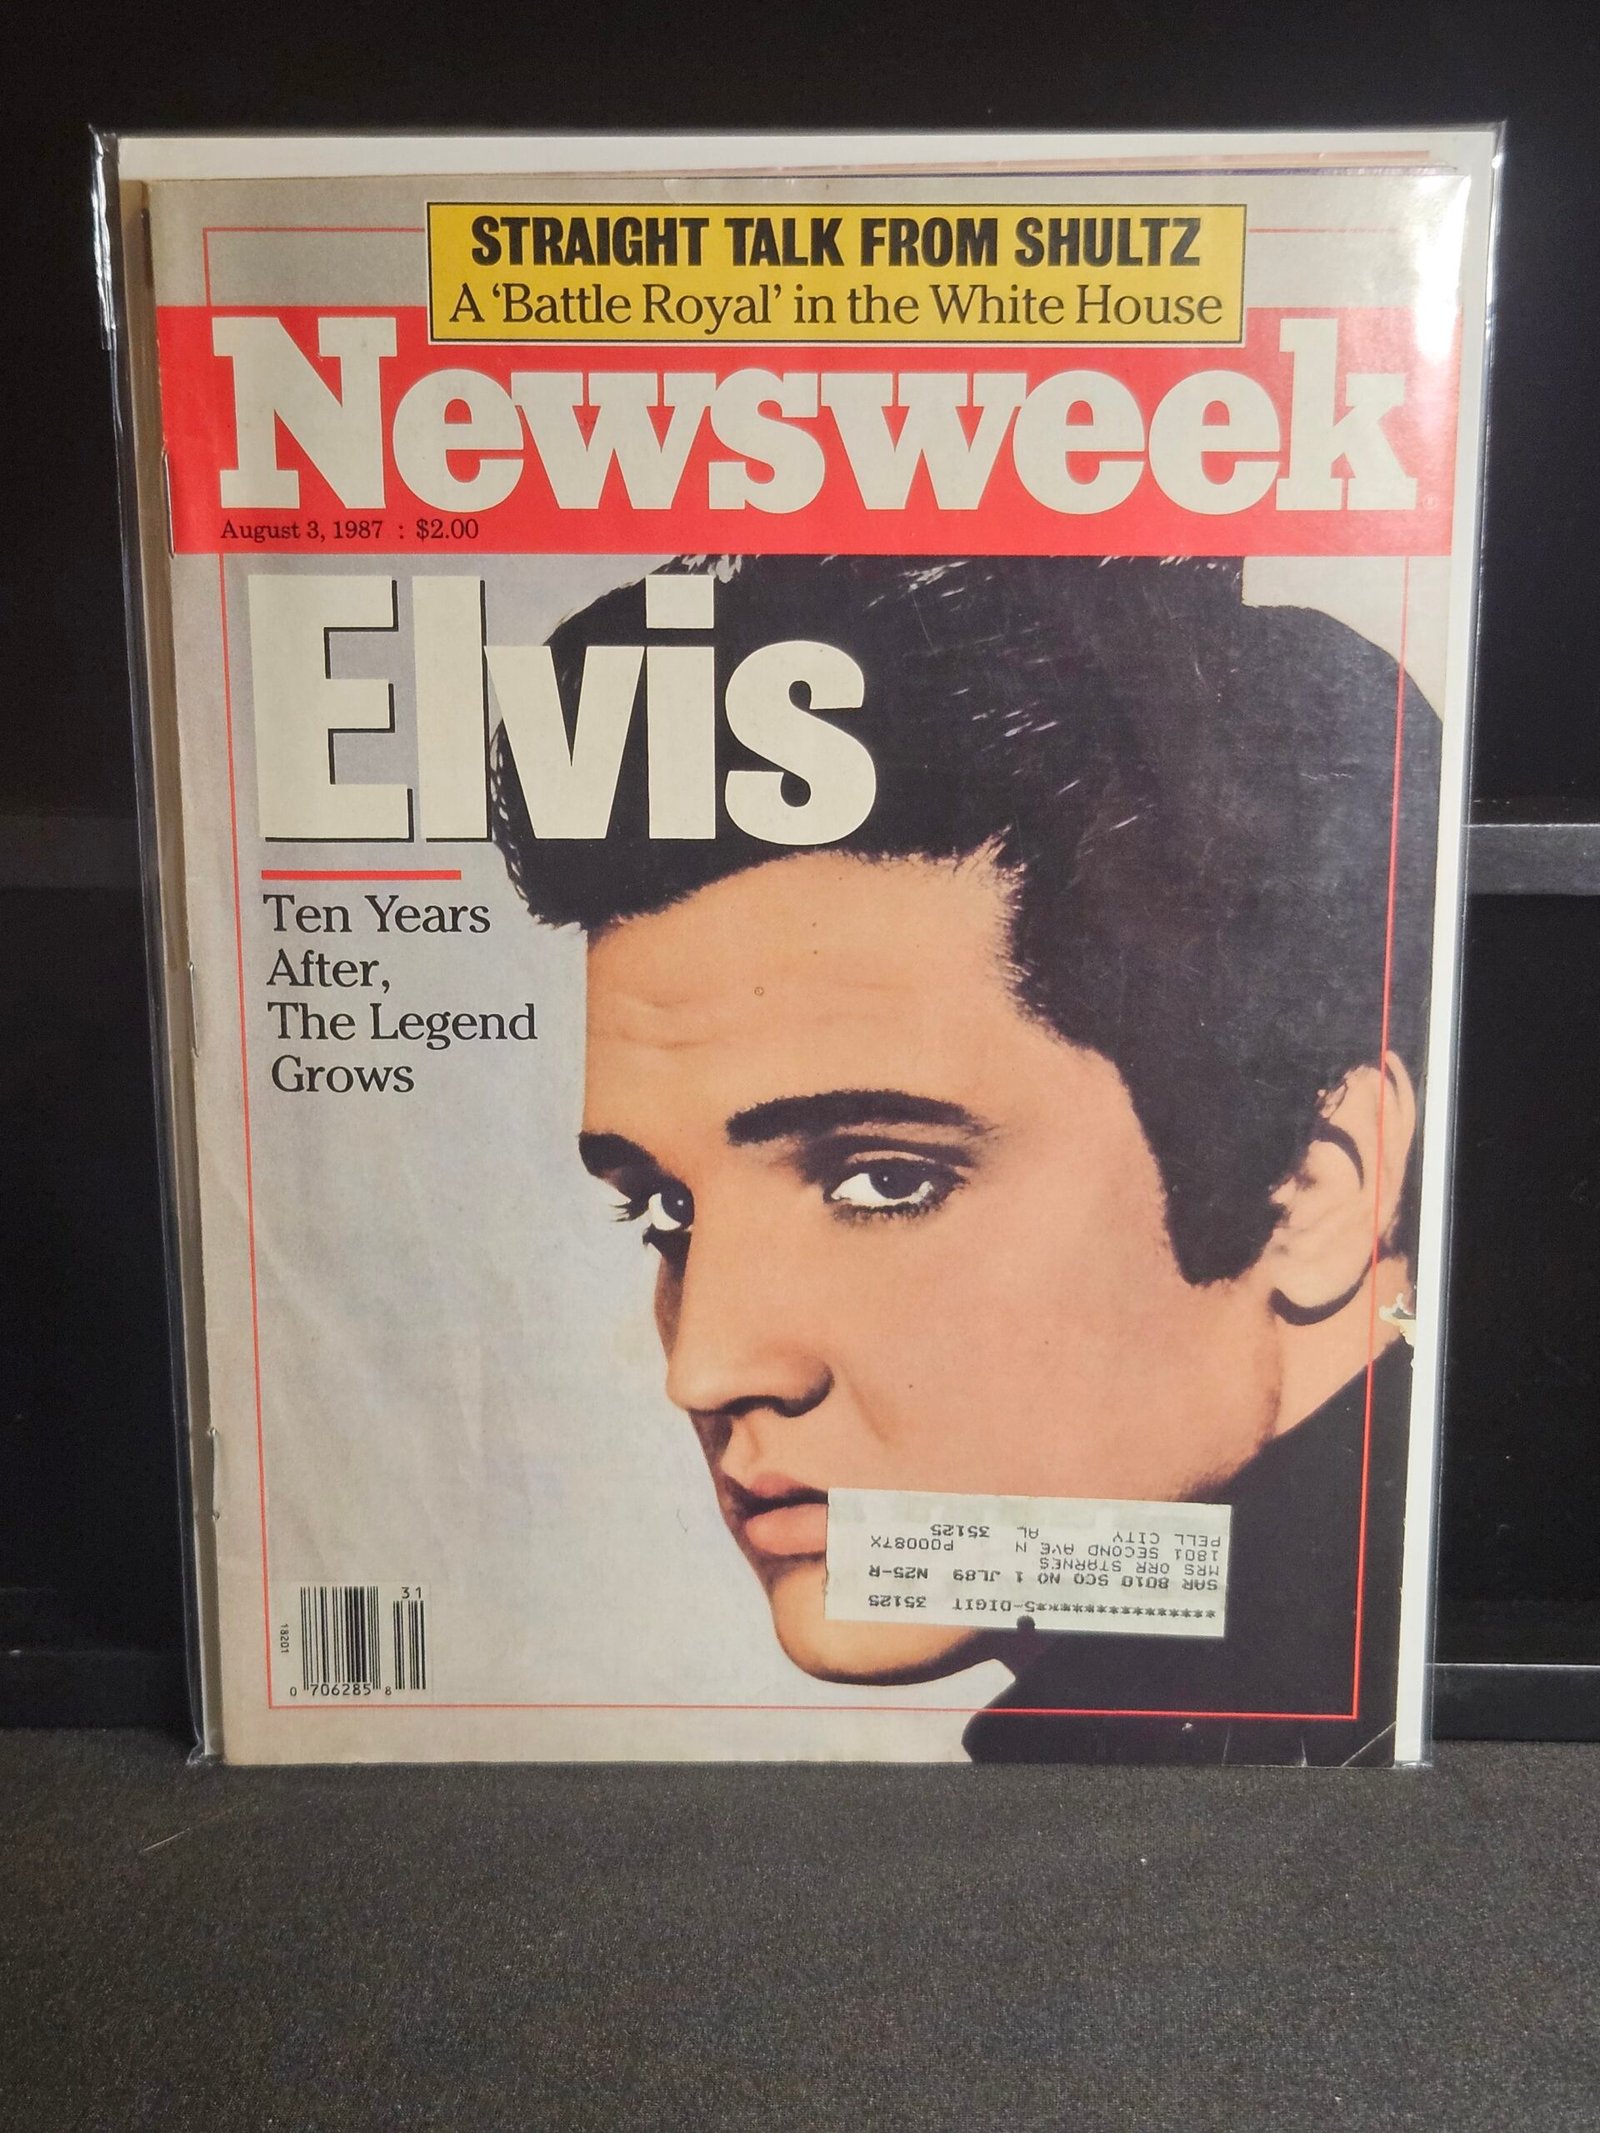 STRAIGHT TALK FROM SHULTZ
A ‘Battle Royal’ in the White House
Newsweek
August 3, 1987 : $2.00
Elvis
Ten Years
After,
The Legend
Grows
*******************5-DIGIT 35125
SAR 8010 SCO NO 1 JL89 N25-R
MRS ORR STARNES
1801 SECOND AVE N P00087X
PELL CITY AL 35125
31
18201
0 706285 8